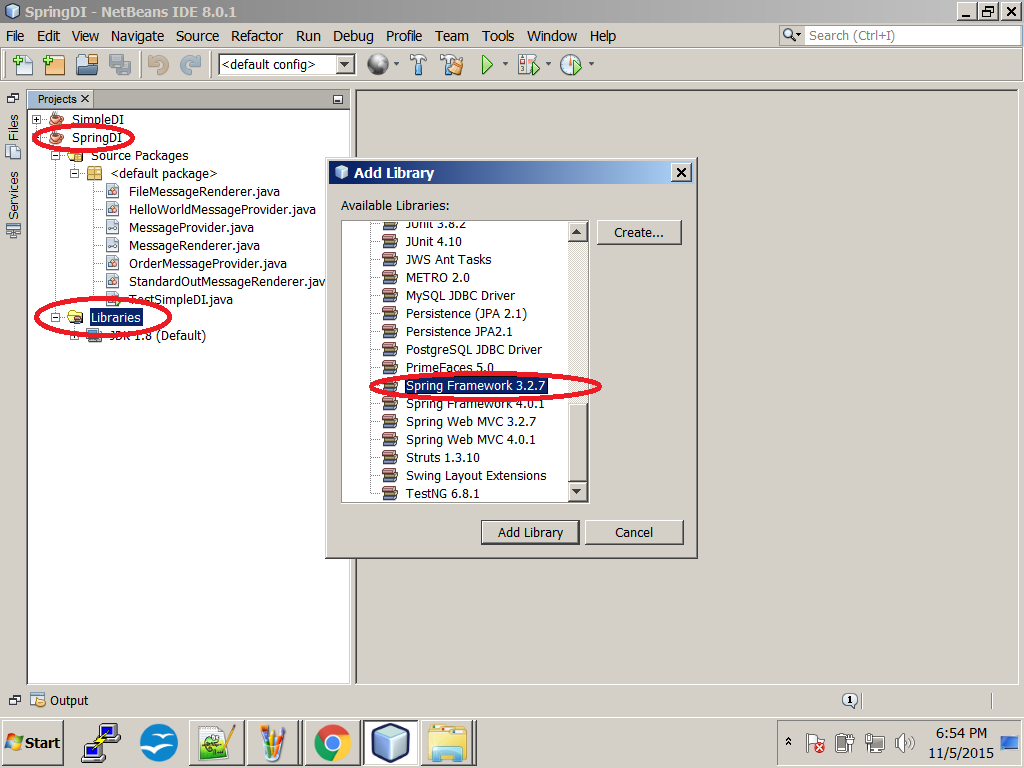 SpringDI - NetBeans IDE 8.0.1
File Edit View Navigate Source Refactor Run Debug Profile Team Tools Window Help
Search (Ctrl+I)
<default config>
Projects
Files
Services
SimpleDI
SpringDI
Source Packages
<default package>
FileMessageRenderer.java
HelloWorldMessageProvider.java
MessageProvider.java
MessageRenderer.java
OrderMessageProvider.java
StandardOutMessageRenderer.jav
TestSimpleDI.java
Libraries
JDK 1.8 (Default)
Add Library
Available Libraries:
JUnit 3.8.2
JUnit 4.10
JWS Ant Tasks
METRO 2.0
MySQL JDBC Driver
Persistence (JPA 2.1)
Persistence JPA2.1
PostgreSQL JDBC Driver
PrimeFaces 5.0
Spring Framework 3.2.7
Spring Framework 4.0.1
Spring Web MVC 3.2.7
Spring Web MVC 4.0.1
Struts 1.3.10
Swing Layout Extensions
TestNG 6.8.1
Create...
Add Library Cancel
Output
1
Start
6:54 PM
11/5/2015